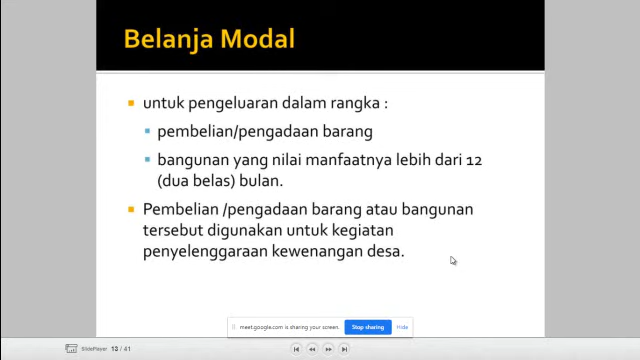 Belanja Modal
untuk pengeluaran dalam rangka :
pembelian/pengadaan barang
bangunan yang nilai manfaatnya lebih dari 12
(dua belas) bulan.
Pembelian /pengadaan barang atau bangunan
tersebut digunakan untuk kegiatan
penyelenggaraan kewenangan desa.
meet.google.com is sharing your screen.
Stop sharing
Hide
SlidePlayer
13 / 41